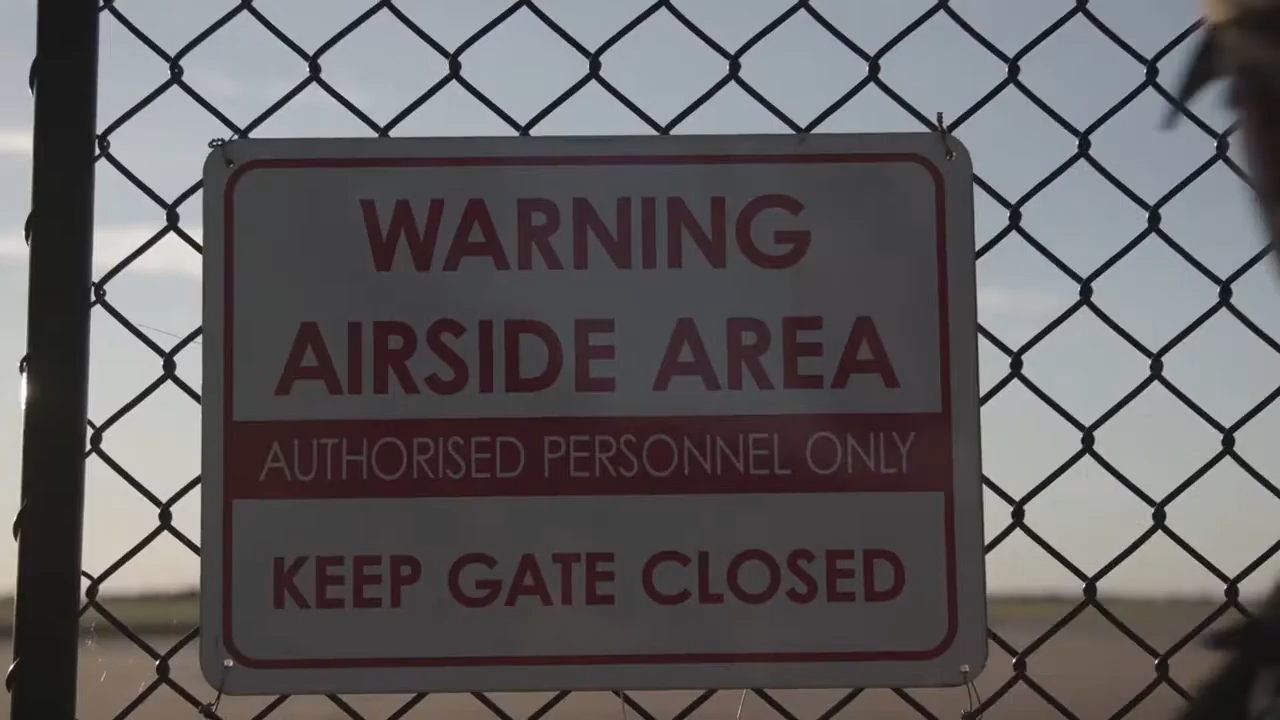 WARNING
AIRSIDE AREA
AUTHORISED PERSONNEL ONLY
KEEP GATE CLOSED